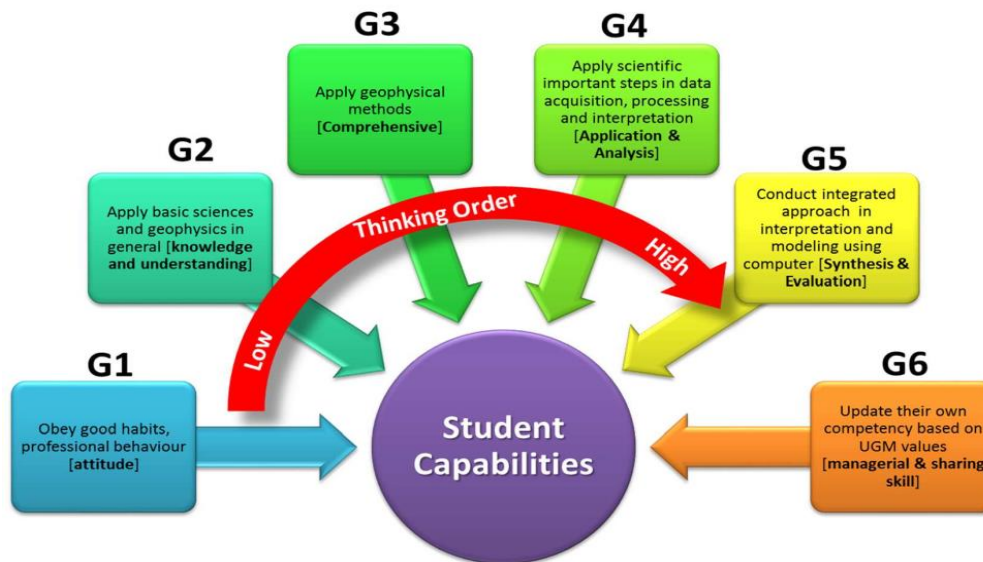 G1
Obey good habits,
professional behaviour
[attitude]
G2
Apply basic sciences
and geophysics in
general [knowledge
and understanding]
G3
Apply geophysical
methods
[Comprehensive]
G4
Apply scientific
important steps in data
acquisition, processing
and interpretation
[Application &
Analysis]
G5
Conduct integrated
approach in
interpretation and
modeling using
computer [Synthesis &
Evaluation]
G6
Update their own
competency based on
UGM values
[managerial & sharing
skill]
Low
Thinking Order
High
Student
Capabilities